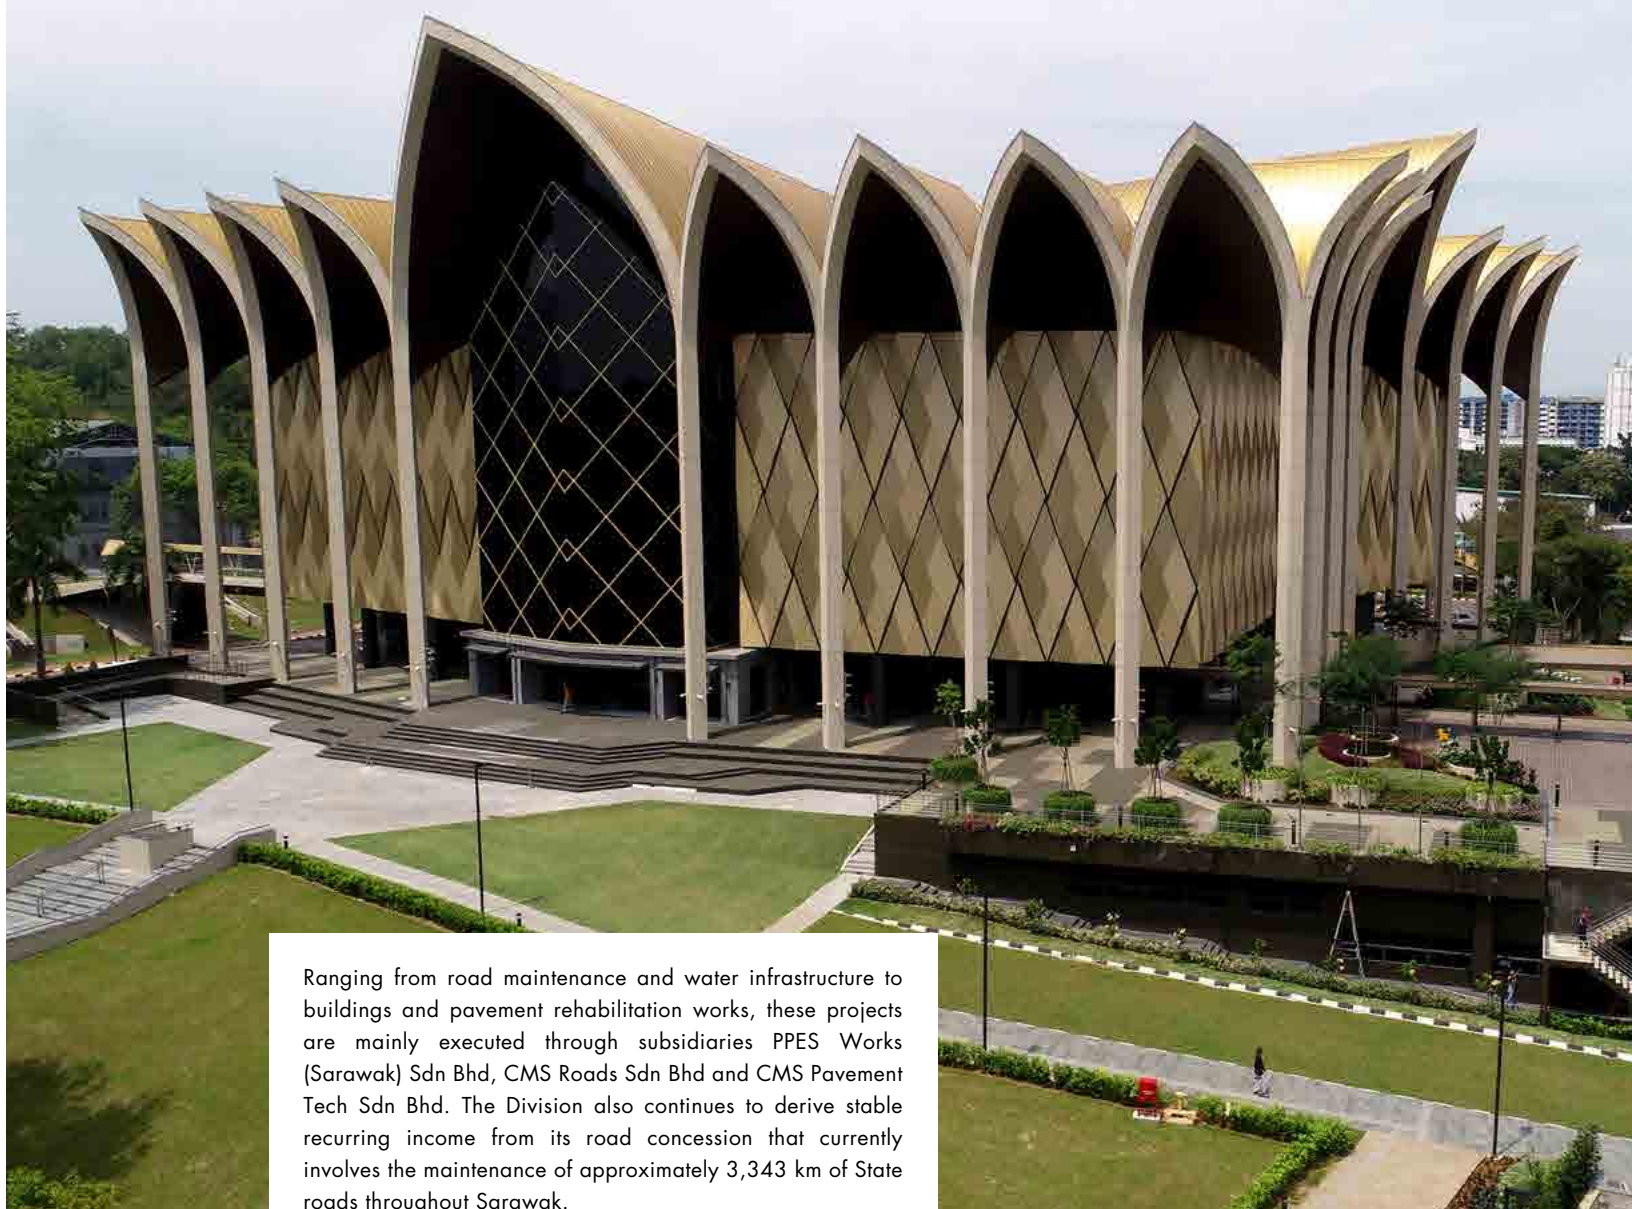 Ranging from road maintenance and water infrastructure to
buildings and pavement rehabilitation works, these projects
are mainly executed through subsidiaries PPES Works
(Sarawak) Sdn Bhd, CMS Roads Sdn Bhd and CMS Pavement
Tech Sdn Bhd. The Division also continues to derive stable
recurring income from its road concession that currently
involves the maintenance of approximately 3,343 km of State
roads throughout Sarawak.